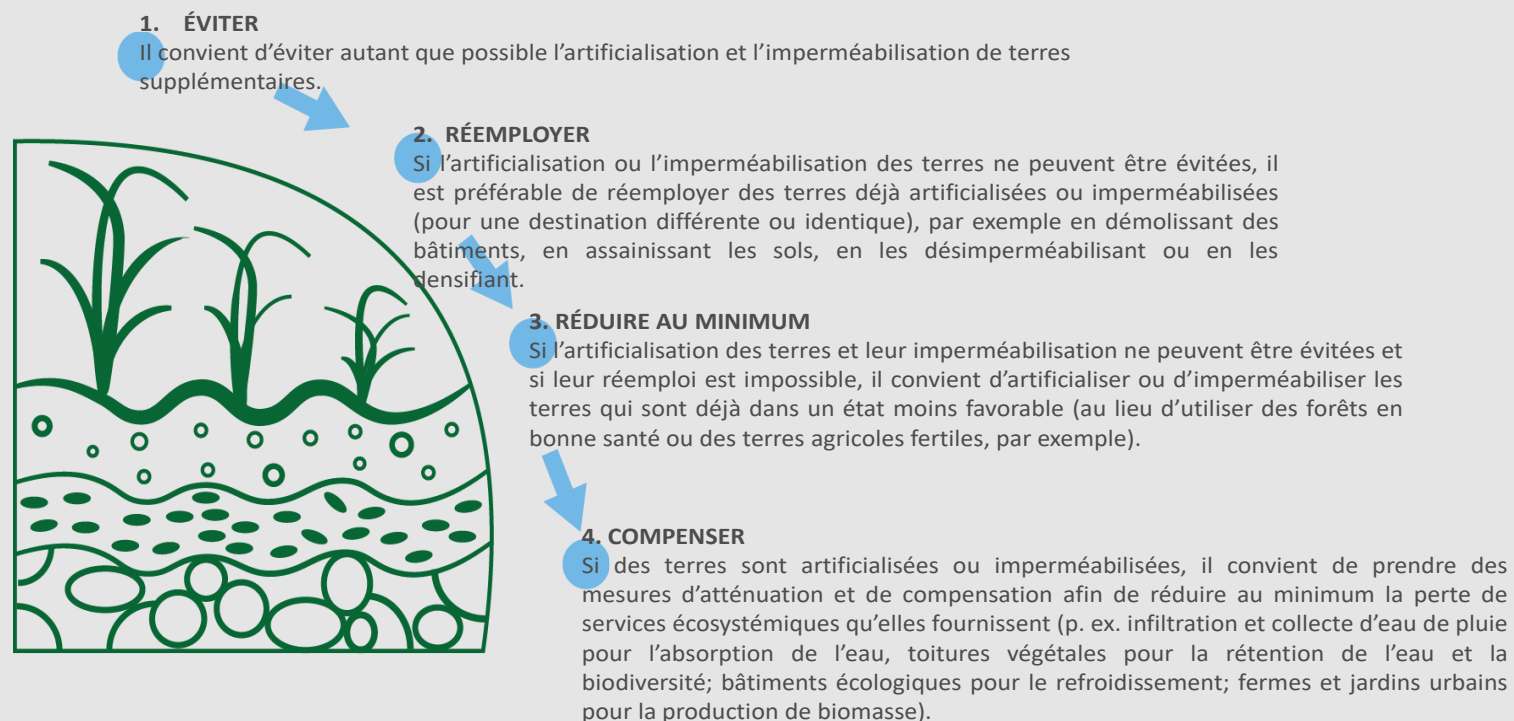 1. ÉVITER
Il convient d’éviter autant que possible l’artificialisation et l’imperméabilisation de terres
supplémentaires.
2. RÉEMPLOYER
Si l’artificialisation ou l’imperméabilisation des terres ne peuvent être évitées, il
est préférable de réemployer des terres déjà artificialisées ou imperméabilisées
(pour une destination différente ou identique), par exemple en démolissant des
bâtiments, en assainissant les sols, en les désimperméabilisant ou en les
densifiant.
3. RÉDUIRE AU MINIMUM
Si l’artificialisation des terres et leur imperméabilisation ne peuvent être évitées et
si leur réemploi est impossible, il convient d’artificialiser ou d’imperméabiliser les
terres qui sont déjà dans un état moins favorable (au lieu d’utiliser des forêts en
bonne santé ou des terres agricoles fertiles, par exemple).
4. COMPENSER
Si des terres sont artificialisées ou imperméabilisées, il convient de prendre des
mesures d’atténuation et de compensation afin de réduire au minimum la perte de
services écosystémiques qu’elles fournissent (p. ex. infiltration et collecte d’eau de pluie
pour l’absorption de l’eau, toitures végétales pour la rétention de l’eau et la
biodiversité; bâtiments écologiques pour le refroidissement; fermes et jardins urbains
pour la production de biomasse).